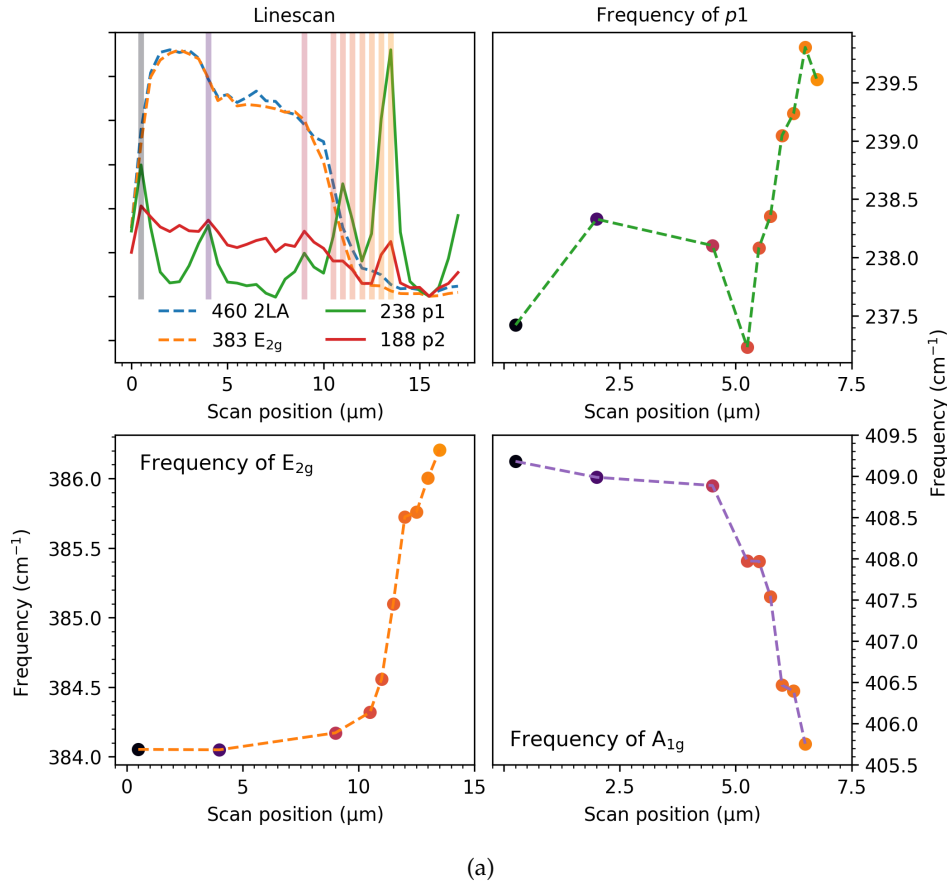 Linescan
Frequency of p1
460 2LA
383 E₂g
238 p1
188 p2
0 5 10 15
Scan position (μm)
239.5
239.0
238.5
238.0
237.5
2.5 5.0 7.5
Scan position (μm)
Frequency (cm⁻¹)
Frequency of E₂g
386.0
385.5
385.0
384.5
384.0
Frequency (cm⁻¹)
0 5 10 15
Scan position (μm)
409.5
409.0
408.5
408.0
407.5
407.0
406.5
406.0
405.5
Frequency of A₁g
2.5 5.0 7.5
Scan position (μm)
(a)